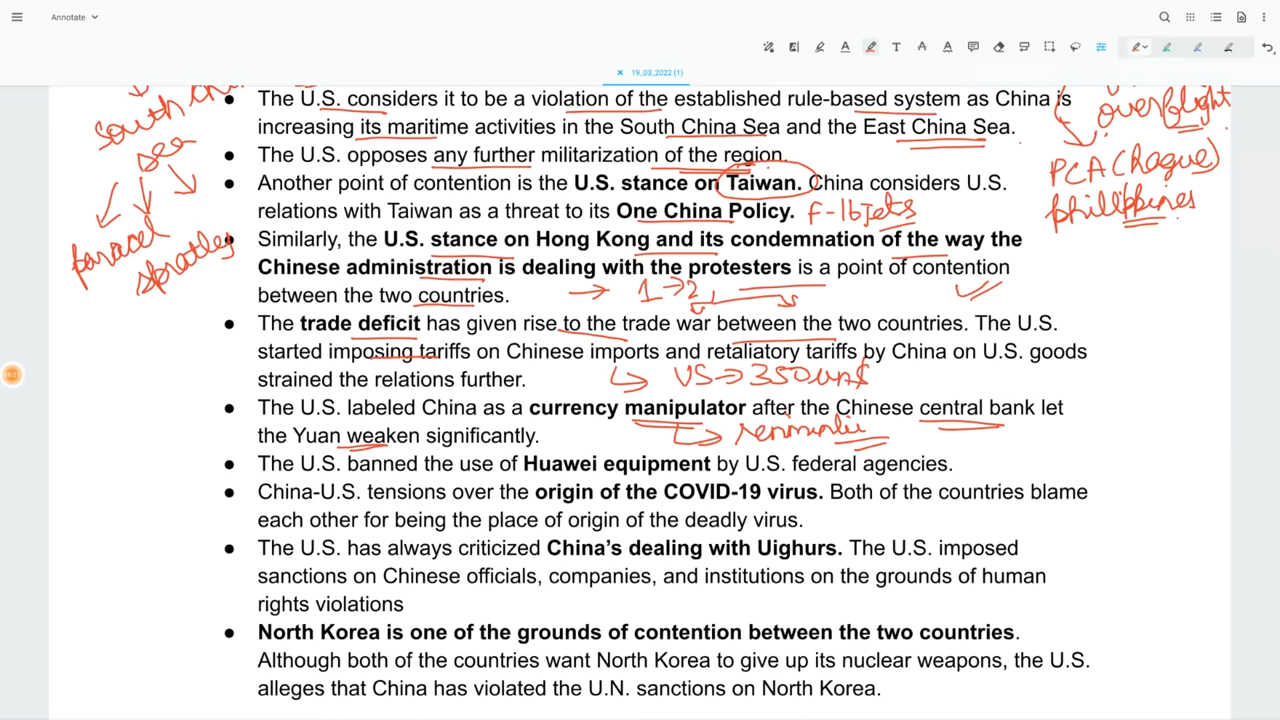 Annotate
19_03_2022 (1)
South
overflight
The U.S. considers it to be a violation of the established rule-based system as China is
increasing its maritime activities in the South China Sea and the East China Sea.
sea
PCA (Hague)
The U.S. opposes any further militarization of the region.
Another point of contention is the U.S. stance on Taiwan. China considers U.S.
relations with Taiwan as a threat to its One China Policy. F-16 Jets
phillppines
paracel
spratley
Similarly, the U.S. stance on Hong Kong and its condemnation of the way the
Chinese administration is dealing with the protesters is a point of contention
between the two countries. → 1→2
The trade deficit has given rise to the trade war between the two countries. The U.S.
started imposing tariffs on Chinese imports and retaliatory tariffs by China on U.S. goods
strained the relations further. US→350
The U.S. labeled China as a currency manipulator after the Chinese central bank let
the Yuan weaken significantly.
The U.S. banned the use of Huawei equipment by U.S. federal agencies.
China-U.S. tensions over the origin of the COVID-19 virus. Both of the countries blame
each other for being the place of origin of the deadly virus.
The U.S. has always criticized China's dealing with Uighurs. The U.S. imposed
sanctions on Chinese officials, companies, and institutions on the grounds of human
rights violations
North Korea is one of the grounds of contention between the two countries.
Although both of the countries want North Korea to give up its nuclear weapons, the U.S.
alleges that China has violated the U.N. sanctions on North Korea.